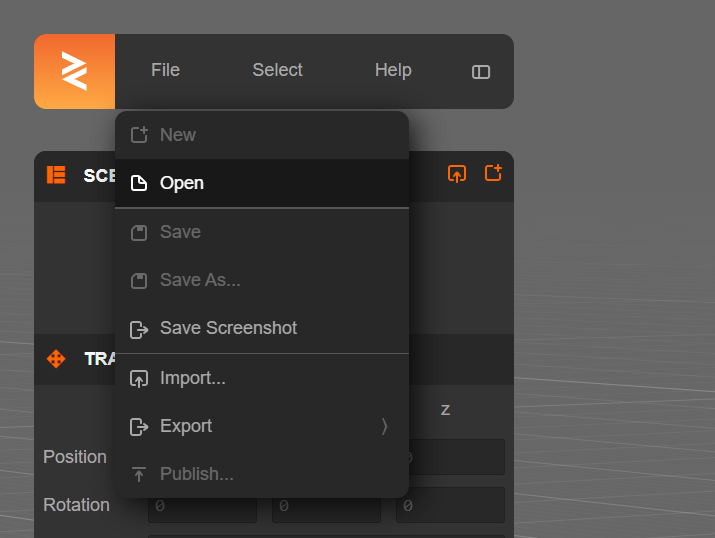 File Select Help
New
SCE
Open
Save
Save As...
Save Screenshot
TRA
Import...
z
Export
Position
Publish...
Rotation 0 0 0